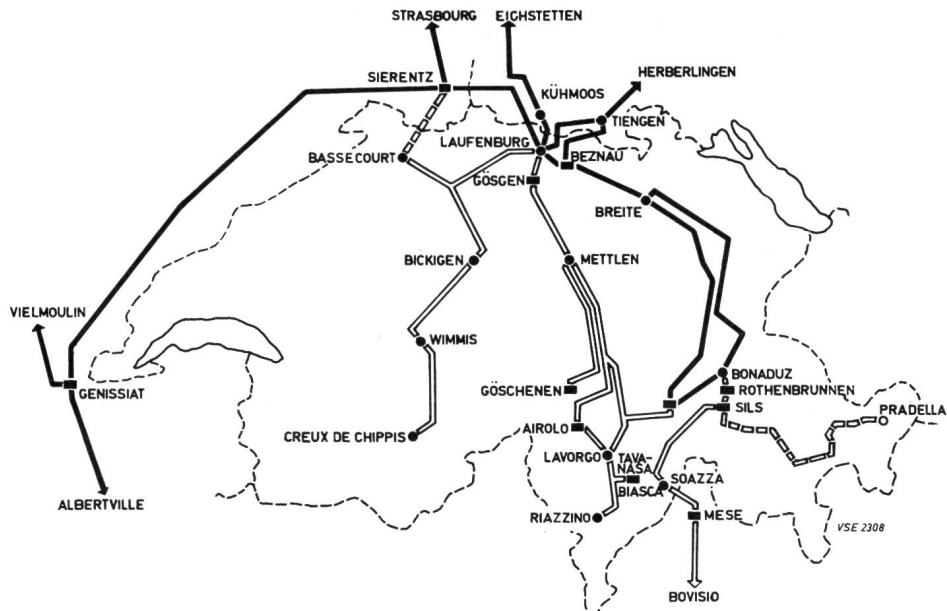 STRASBOURG
EICHSTETTEN
SIERENTZ
HERBERLINGEN
KÜHMOOS
TIENGEN
LAUFENBURG
BASSECOURT
BEZNAU
GÖSGEN
BREITE
BICKIGEN
METTLEN
VIELMOULIN
WIMMIS
GENISSIAT
GÖSCHENEN
BONADUZ
ROTHENBRUNNEN
SILS
PRADELLA
CREUX DE CHIPPIS
AIROLO
LAVORGO
TAVA-
NASA
BIASCA
SOAZZA
ALBERTVILLE
RIAZZINO
MESE
VSE 2308
BOVISIO